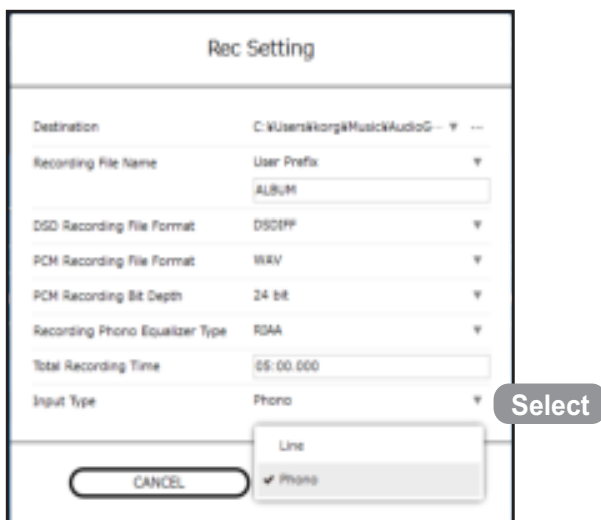 Rec Setting
Destination C:¥Users¥korg¥Music¥AudioG··· ▼ ···
Recording File Name User Prefix ▼
ALBUM
DSD Recording File Format DSDIFF ▼
PCM Recording File Format WAV ▼
PCM Recording Bit Depth 24 bit ▼
Recording Phono Equalizer Type RIAA ▼
Total Recording Time 05:00.000
Input Type Phono ▼ Select
Line
✔ Phono
CANCEL